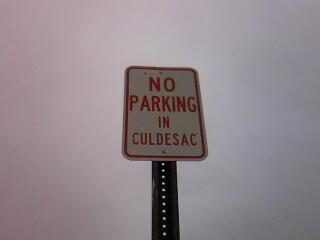 NO
PARKING
IN
CULDESAC